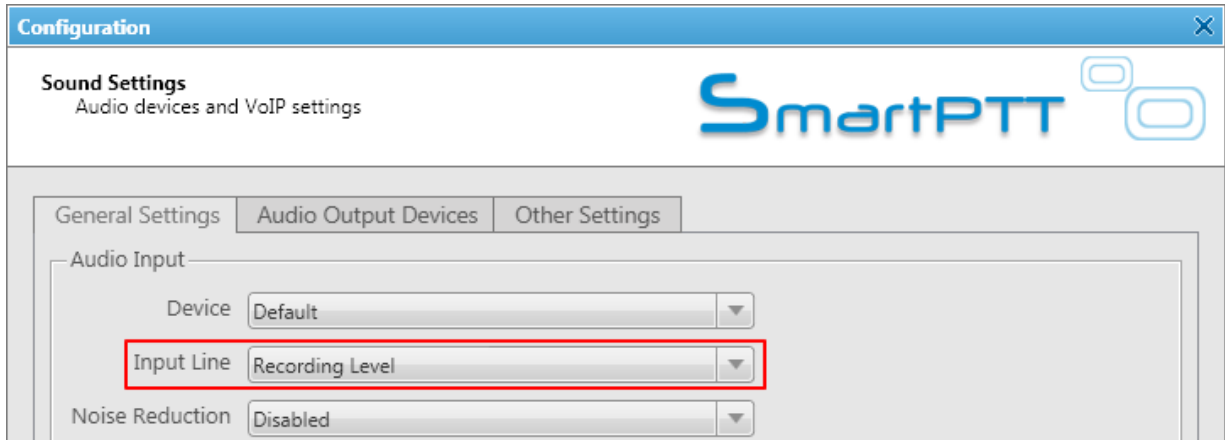 Configuration
Sound Settings
Audio devices and VoIP settings
SmartPTT
General Settings Audio Output Devices Other Settings
Audio Input
Device Default
Input Line Recording Level
Noise Reduction Disabled